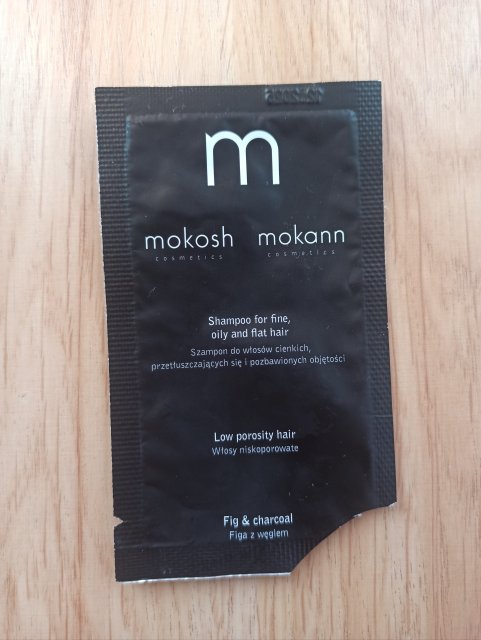 m
mokosh mokann
cosmetics cosmetics
Shampoo for fine,
oily and flat hair
Szampon do włosów cienkich,
przetłuszczających się i pozbawionych objętości
Low porosity hair
Włosy niskoporowate
Fig & charcoal
Figa z węglem